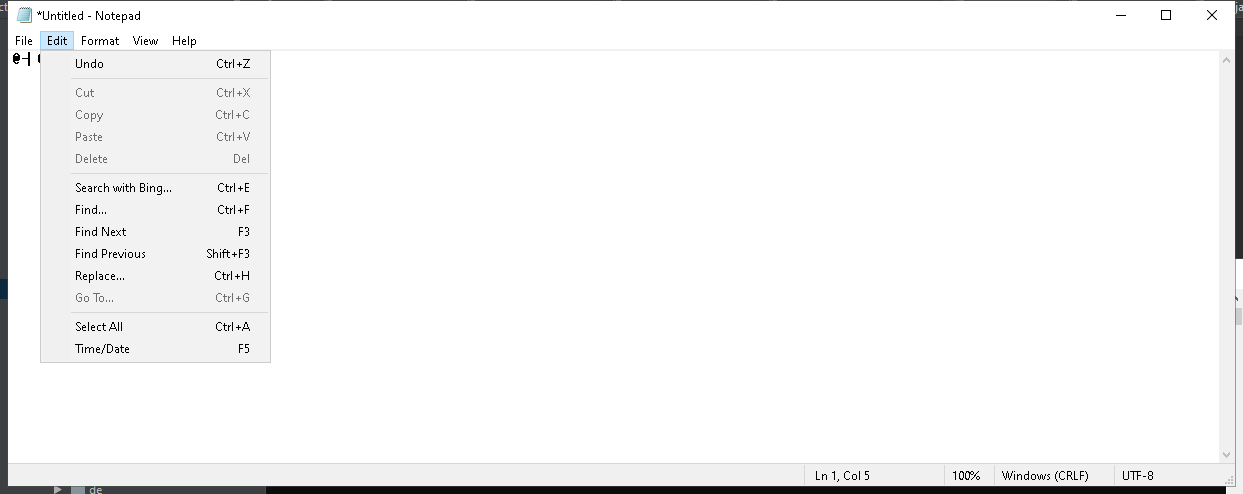 *Untitled - Notepad
File Edit Format View Help
Undo Ctrl+Z
Cut Ctrl+X
Copy Ctrl+C
Paste Ctrl+V
Delete Del
Search with Bing... Ctrl+E
Find... Ctrl+F
Find Next F3
Find Previous Shift+F3
Replace... Ctrl+H
Go To... Ctrl+G
Select All Ctrl+A
Time/Date F5
Ln 1, Col 5 100% Windows (CRLF) UTF-8
de